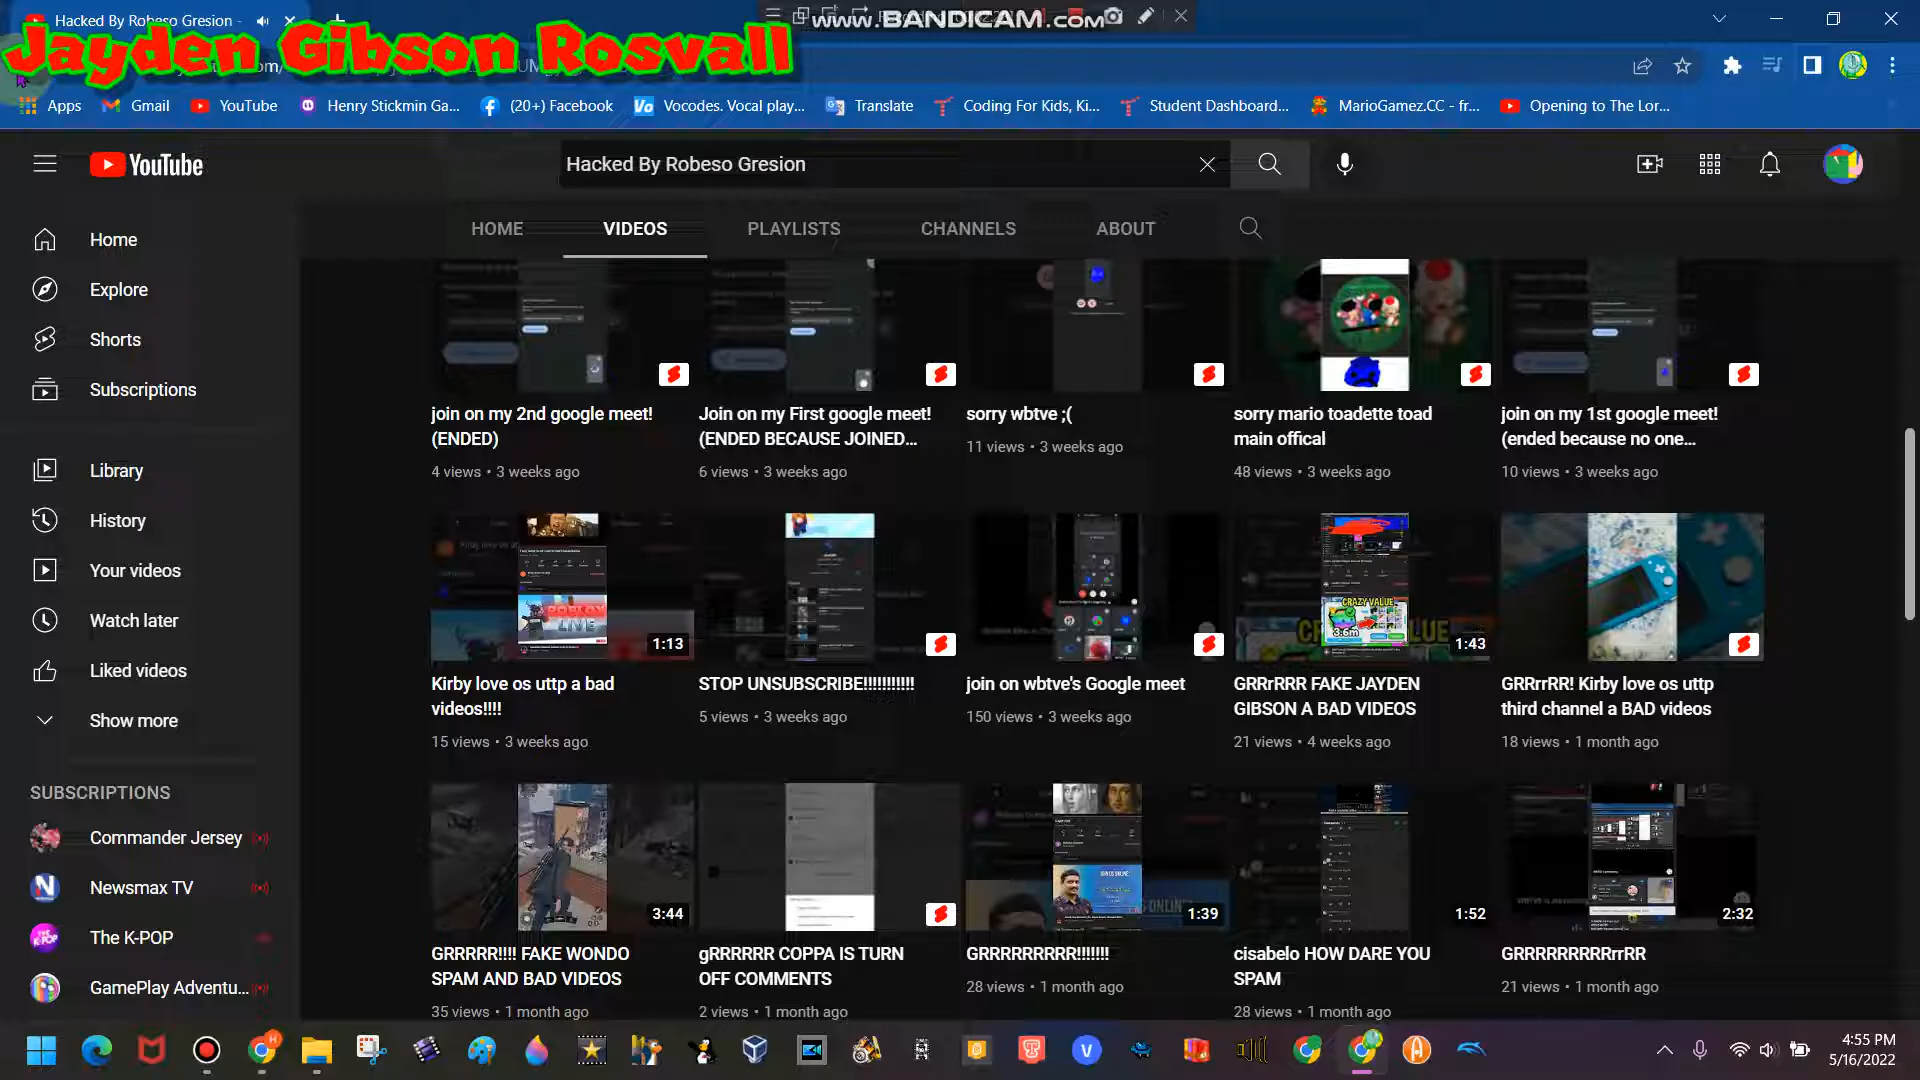 Hacked By Robeso Gresion -
www.BANDICAM.com
Jayden Gibson Rosvall
Apps
Gmail
YouTube
Henry Stickmin Ga...
(20+) Facebook
Vocodes. Vocal play...
Translate
Coding For Kids, Ki...
Student Dashboard...
MarioGamez.CC - fr...
Opening to The Lor...
YouTube
Hacked By Robeso Gresion
HOME
VIDEOS
PLAYLISTS
CHANNELS
ABOUT
Home
Explore
Shorts
Subscriptions
Library
History
Your videos
Watch later
Liked videos
Show more
SUBSCRIPTIONS
Commander Jersey
Newsmax TV
The K-POP
GamePlay Adventu...
join on my 2nd google meet!
(ENDED)
4 views • 3 weeks ago
Join on my First google meet!
(ENDED BECAUSE JOINED...
6 views • 3 weeks ago
sorry wbtve ;(
11 views • 3 weeks ago
sorry mario toadette toad
main offical
48 views • 3 weeks ago
join on my 1st google meet!
(ended because no one...
10 views • 3 weeks ago
ROBLOX
LIVE
1:13
Kirby love os uttp a bad
videos!!!!
15 views • 3 weeks ago
STOP UNSUBSCRIBE!!!!!!!!!!!
5 views • 3 weeks ago
join on wbtve's Google meet
150 views • 3 weeks ago
CRAZY VALUE
3.6m
1:43
GRRrRRR FAKE JAYDEN
GIBSON A BAD VIDEOS
21 views • 4 weeks ago
GRRrrRR! Kirby love os uttp
third channel a BAD videos
18 views • 1 month ago
3:44
GRRRRR!!!! FAKE WONDO
SPAM AND BAD VIDEOS
35 views • 1 month ago
gRRRRRR COPPA IS TURN
OFF COMMENTS
2 views • 1 month ago
1:39
GRRRRRRRRR!!!!!!!
28 views • 1 month ago
1:52
cisabelo HOW DARE YOU
SPAM
28 views • 1 month ago
2:32
GRRRRRRRRRrrRR
21 views • 1 month ago
4:55 PM
5/16/2022